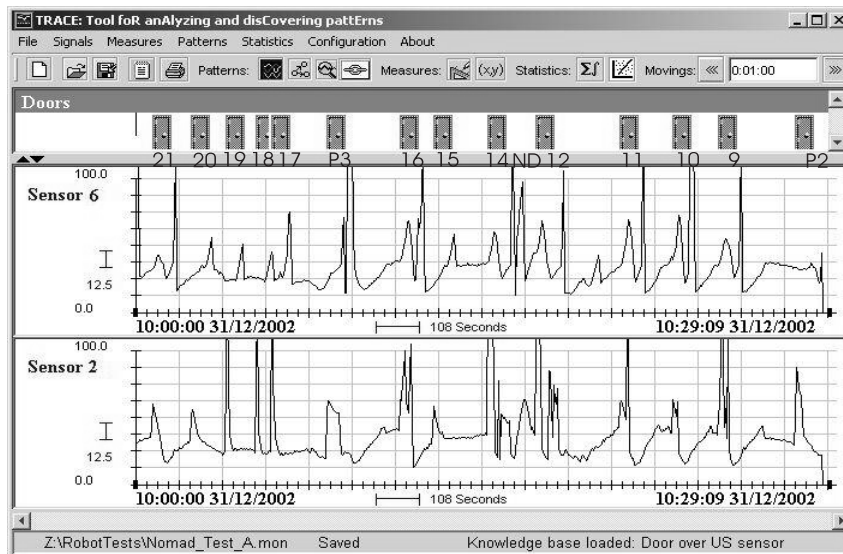 TRACE: Tool foR anAlyzing and disCovering pattErns
File Signals Measures Patterns Statistics Configuration About
Patterns: Measures: (x,y) Statistics: Σ∫ Movings: 0:01:00
Doors
21 20 19 18 17 P3 16 15 14 ND 12 11 10 9 P2
100.0
Sensor 6
12.5
0.0
10:00:00 31/12/2002 108 Seconds 10:29:09 31/12/2002
100.0
Sensor 2
12.5
0.0
10:00:00 31/12/2002 108 Seconds 10:29:09 31/12/2002
Z:\RobotTests\Nomad_Test_A.mon Saved Knowledge base loaded: Door over US sensor